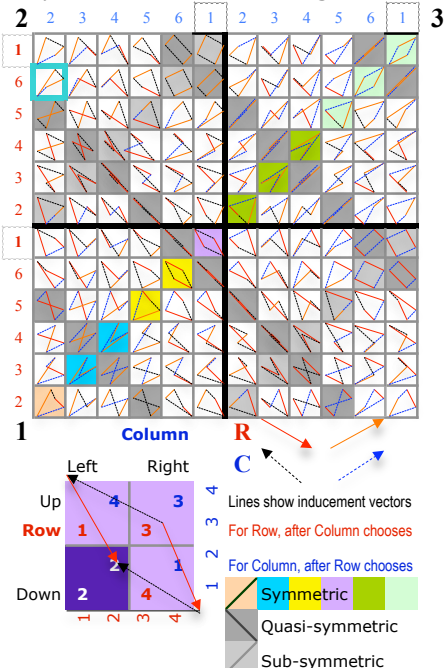 2 3
2 3 4 5 6 1 2 3 4 5 6 1
1
6
5
4
3
2
1
6
5
4
3
2
1 Column R
C
Left Right
Up 4 3
Row 1 3
2 1
Down 2 4
1 2 3 4
1 2 3 4
Lines show inducement vectors
For Row, after Column chooses
For Column, after Row chooses
Symmetric
Quasi-symmetric
Sub-symmetric